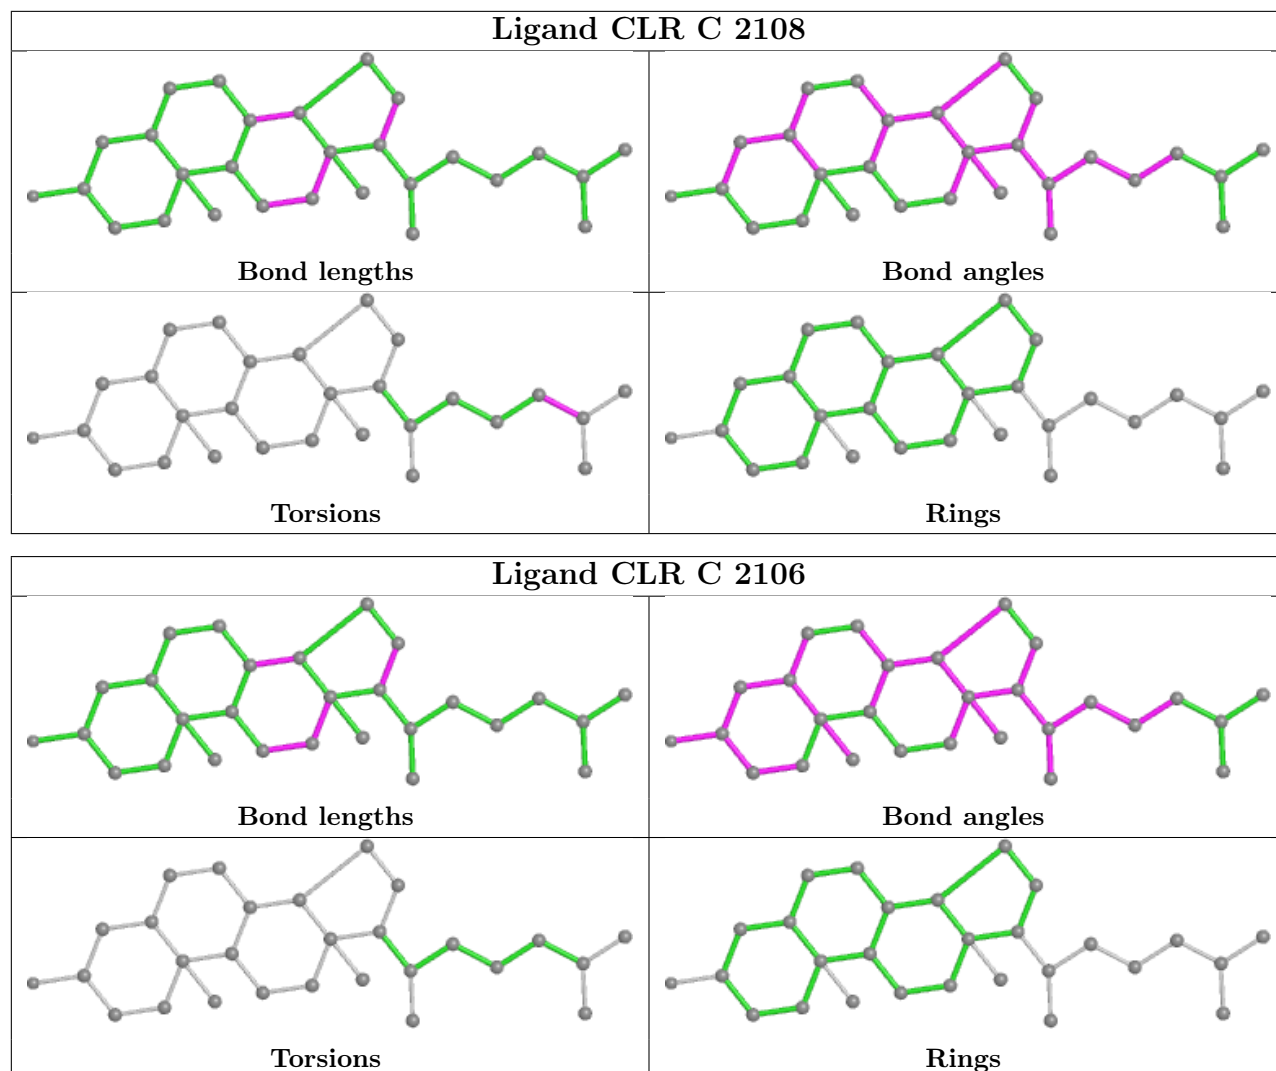 Ligand CLR C 2108
Bond lengths
Bond angles
Torsions
Rings
Ligand CLR C 2106
Bond lengths
Bond angles
Torsions
Rings